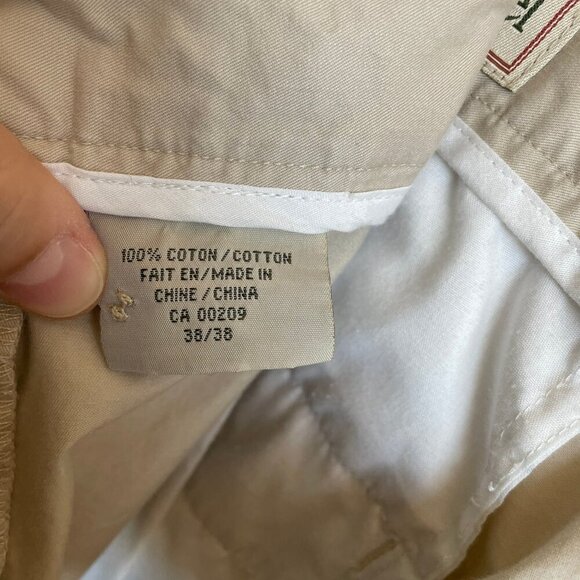 100% COTON/COTTON
FAIT EN/MADE IN
CHINE/CHINA
CA 00209
38/38